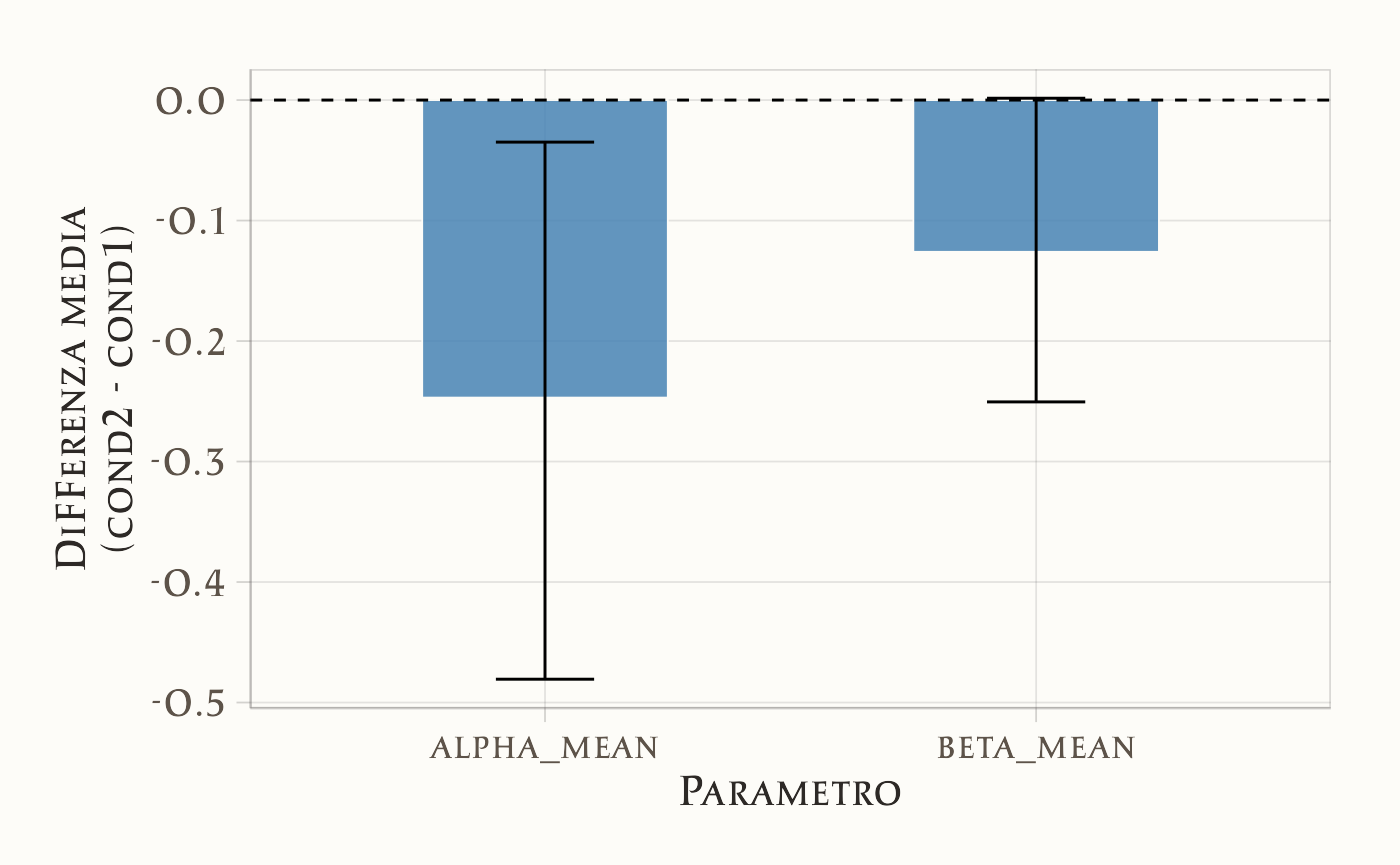 0.0
-0.1
-0.2
-0.3
-0.4
-0.5
Differenza media
(cond2 - cond1)
alpha_mean
beta_mean
Parametro